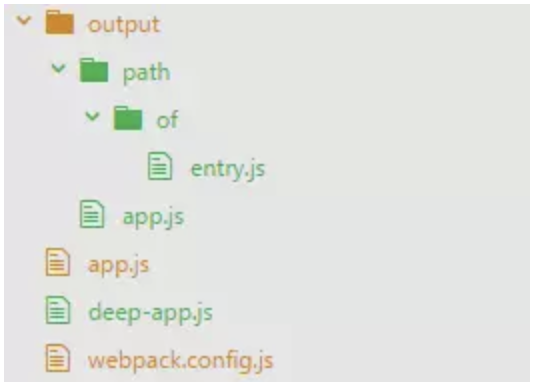 output
path
of
entry.js
app.js
app.js
deep-app.js
webpack.config.js